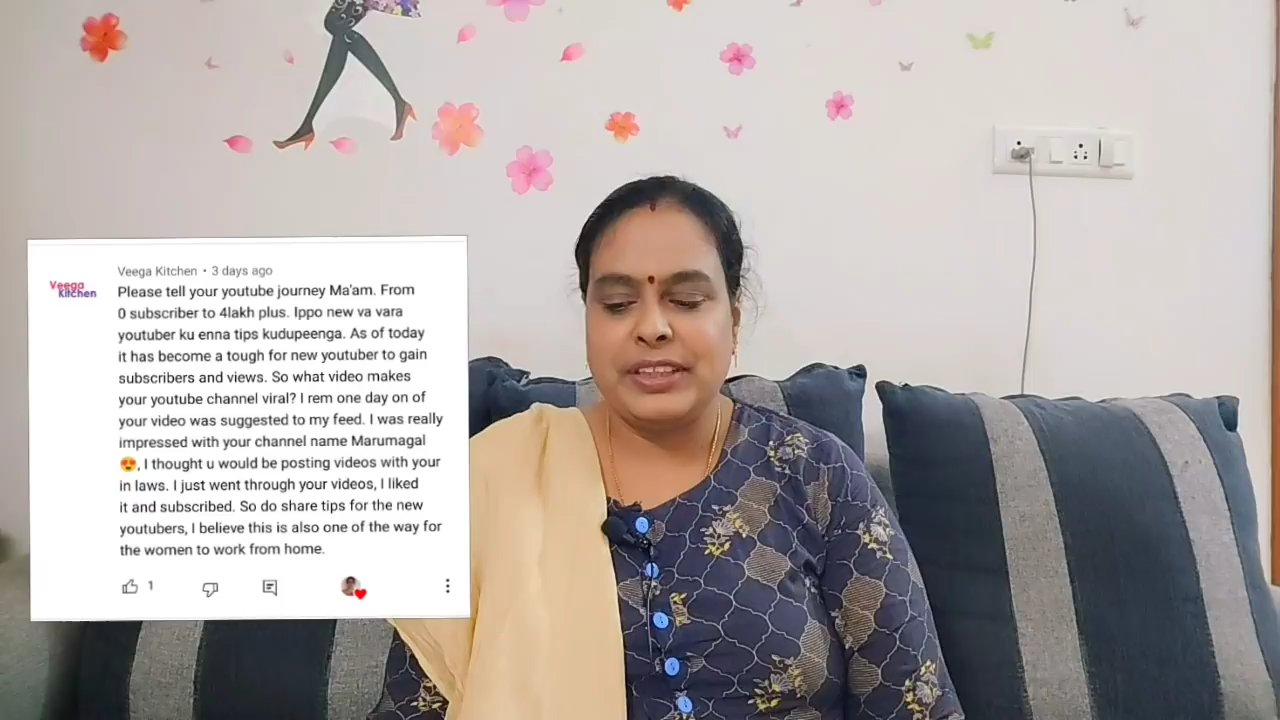 Veega
Kitchen
Veega Kitchen • 3 days ago
Please tell your youtube journey Ma'am. From
0 subscriber to 4lakh plus. Ippo new va vara
youtuber ku enna tips kudupeenga. As of today
it has become a tough for new youtuber to gain
subscribers and views. So what video makes
your youtube channel viral? I rem one day on of
your video was suggested to my feed. I was really
impressed with your channel name Marumagal
😍, I thought u would be posting videos with your
in laws. I just went through your videos, I liked
it and subscribed. So do share tips for the new
youtubers, I believe this is also one of the way for
the women to work from home.
1